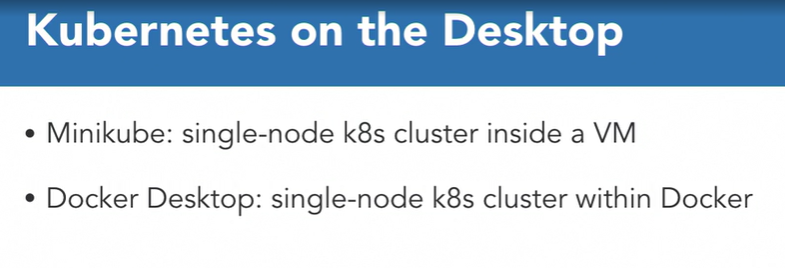 Kubernetes on the Desktop
• Minikube: single-node k8s cluster inside a VM
• Docker Desktop: single-node k8s cluster within Docker